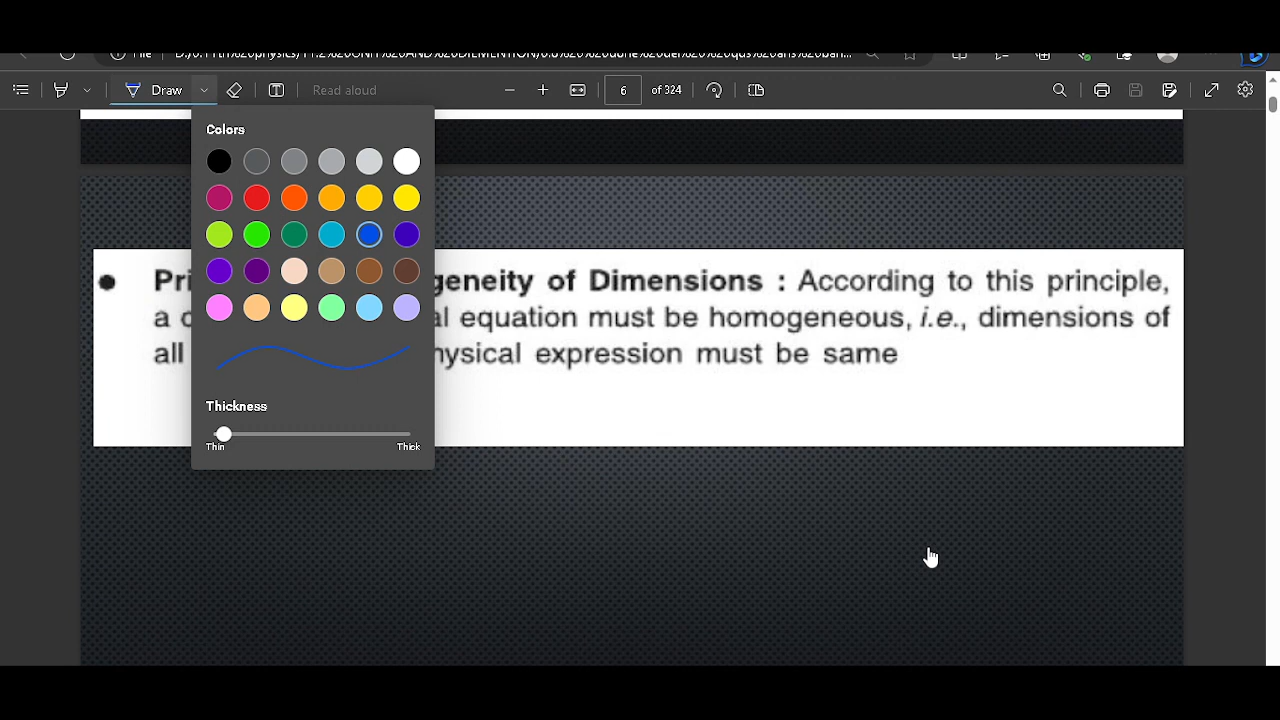 Draw
Read aloud
6 of 324
Colors
Thickness
Thin Thick
● Pri geneity of Dimensions : According to this principle,
a al equation must be homogeneous, i.e., dimensions of
all hysical expression must be same